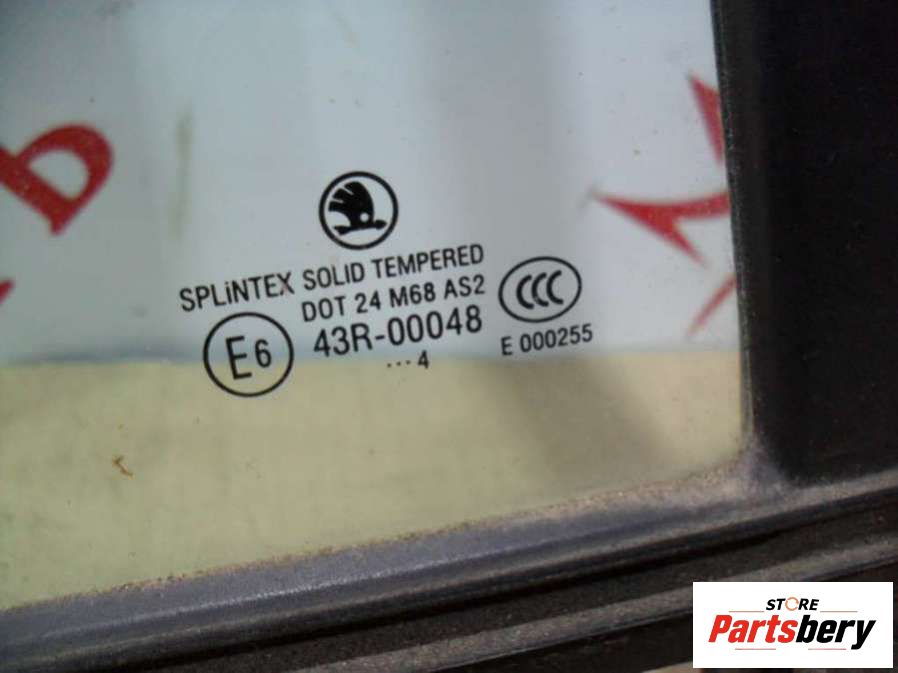 SPLiNTEX SOLID TEMPERED
DOT 24 M68 AS2
CCC
E6
43R-00048
E 000255
···4
STORE
Partsbery